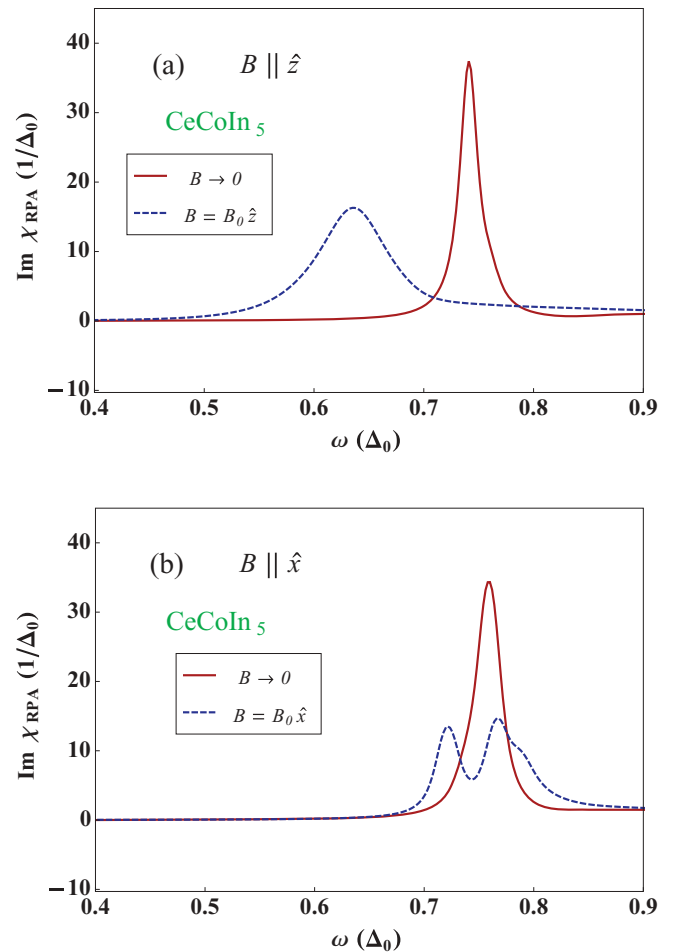 (a) B || ẑ
CeCoIn₅
B → 0
B = B₀ ẑ
Im χ RPA (1/Δ₀)
40
30
20
10
0
−10
0.4 0.5 0.6 0.7 0.8 0.9
ω (Δ₀)
(b) B || x̂
CeCoIn₅
B → 0
B = B₀ x̂
Im χ RPA (1/Δ₀)
40
30
20
10
0
−10
0.4 0.5 0.6 0.7 0.8 0.9
ω (Δ₀)